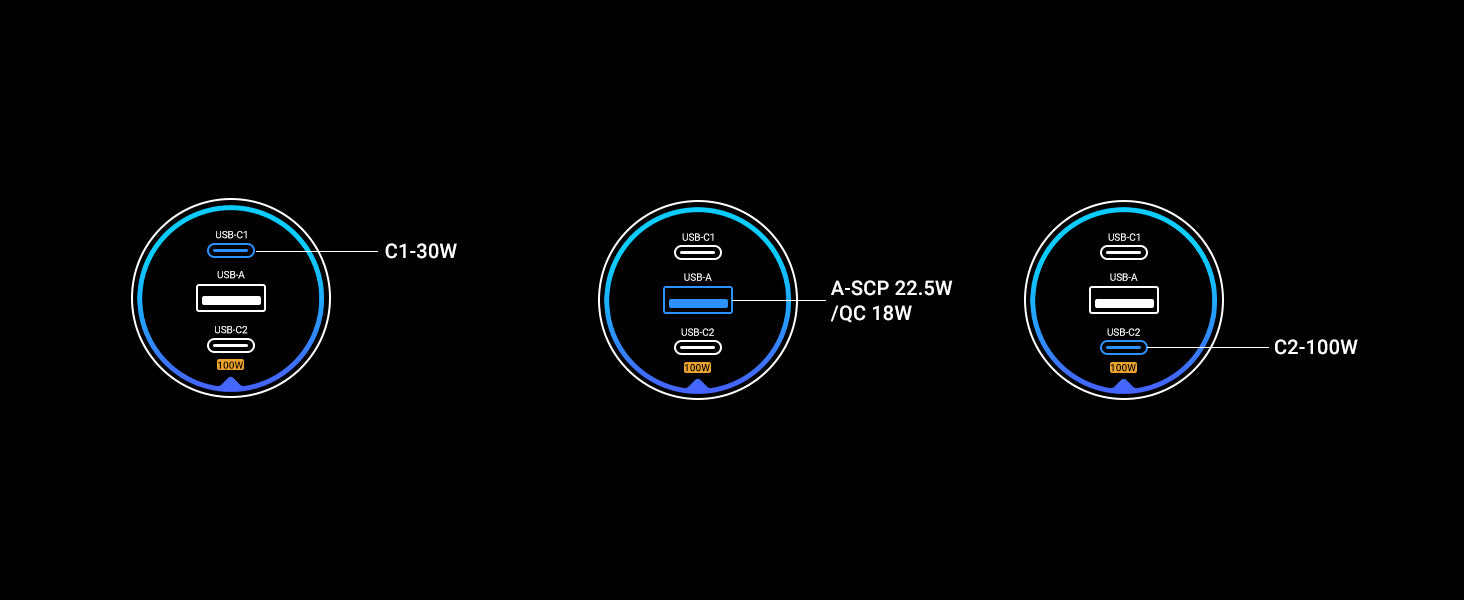 USB-C1
C1-30W
USB-A
USB-C2
100W
USB-C1
USB-A
A-SCP 22.5W
/QC 18W
USB-C2
100W
USB-C1
USB-A
USB-C2
C2-100W
100W